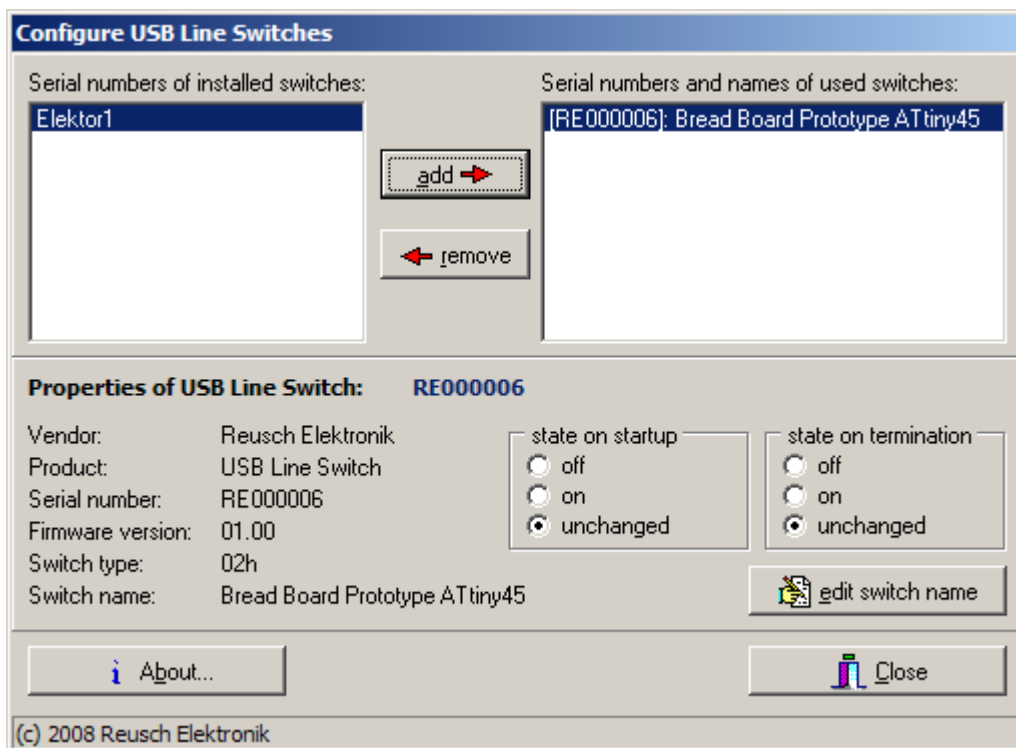 Configure USB Line Switches
Serial numbers of installed switches:
Serial numbers and names of used switches:
Elektor1
[RE000006]: Bread Board Prototype ATtiny45
add
remove
Properties of USB Line Switch: RE000006
Vendor: Reusch Elektronik
Product: USB Line Switch
Serial number: RE000006
Firmware version: 01.00
Switch type: 02h
Switch name: Bread Board Prototype ATtiny45
state on startup
off
on
unchanged
state on termination
off
on
unchanged
edit switch name
About...
Close
(c) 2008 Reusch Elektronik